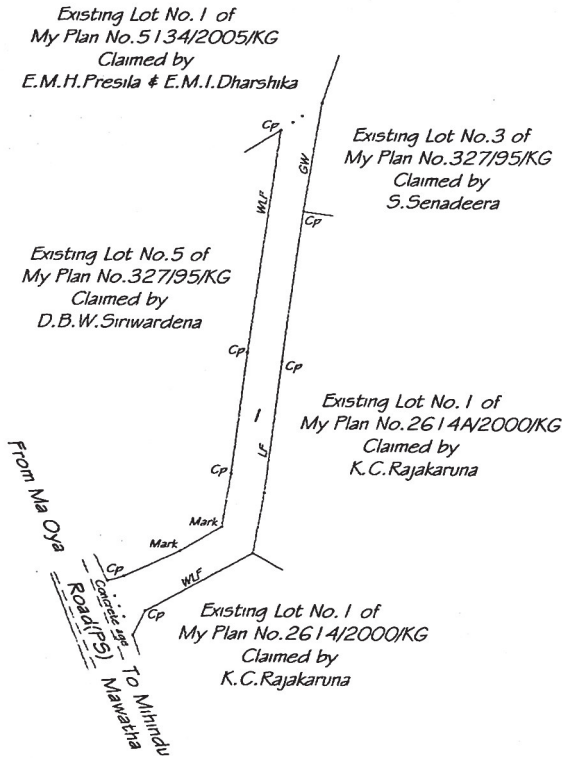 Existing Lot No. 1 of
My Plan No.5134/2005/KG
Claimed by
E.M.H.Presila & E.M.I.Dharshika
Cp
Existing Lot No.3 of
My Plan No.327/95/KG
Claimed by
S.Senadeera
GW
WLF
Cp
Existing Lot No.5 of
My Plan No.327/95/KG
Claimed by
D.B.W.Siriwardena
Cp
Cp
Existing Lot No. 1 of
My Plan No.2614A/2000/KG
Claimed by
K.C.Rajakaruna
1
LF
Cp
Mark
Mark
From Ma Oya
Cp
WLF
Cp
Concrete edge
Road(PS)
To Mihindu
Mawatha
Existing Lot No. 1 of
My Plan No.2614/2000/KG
Claimed by
K.C.Rajakaruna